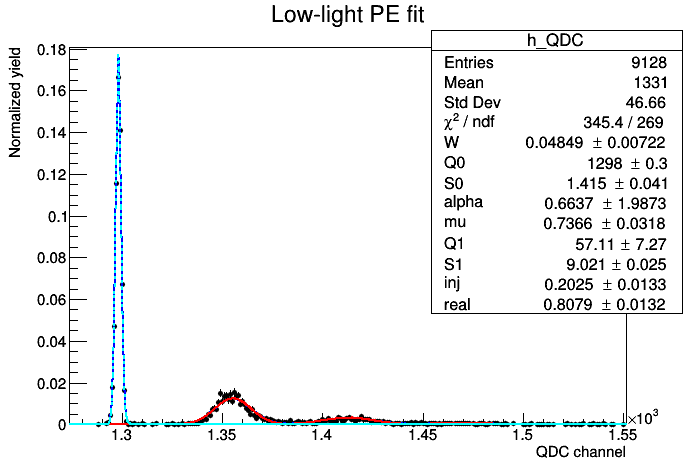 Low-light PE fit
h_QDC
Entries 9128
Mean 1331
Std Dev 46.66
χ² / ndf 345.4 / 269
W 0.04849 ± 0.00722
Q0 1298 ± 0.3
S0 1.415 ± 0.041
alpha 0.6637 ± 1.9873
mu 0.7366 ± 0.0318
Q1 57.11 ± 7.27
S1 9.021 ± 0.025
inj 0.2025 ± 0.0133
real 0.8079 ± 0.0132
Normalized yield
0.18
0.16
0.14
0.12
0.1
0.08
0.06
0.04
0.02
0
1.3 1.35 1.4 1.45 1.5 1.55
×10³
QDC channel